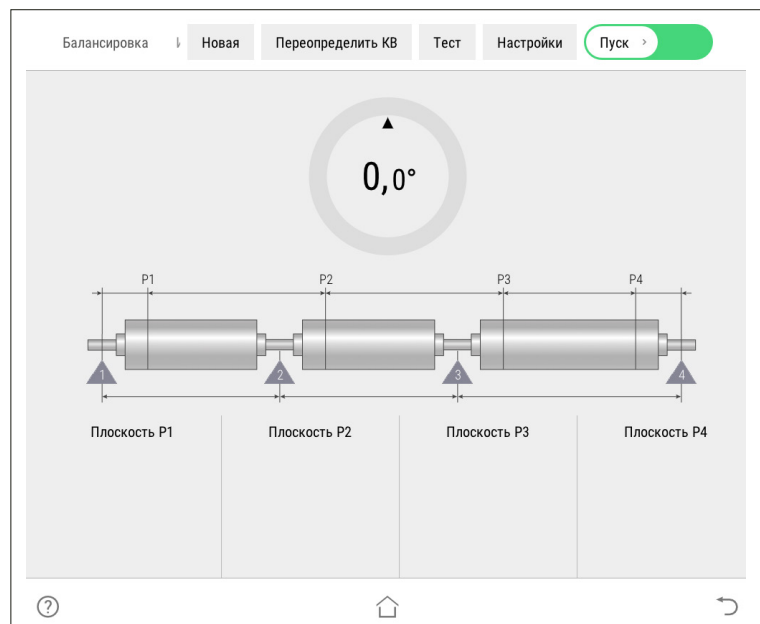 Балансировка Новая Переопределить КВ Тест Настройки Пуск ›
0,0°
P1 P2 P3 P4
1 2 3 4
Плоскость P1 Плоскость P2 Плоскость P3 Плоскость P4
?